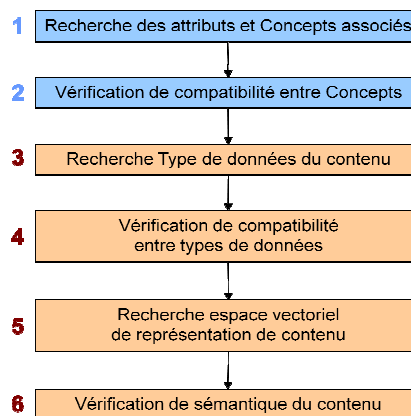 1 Recherche des attributs et Concepts associés
2 Vérification de compatibilité entre Concepts
3 Recherche Type de données du contenu
4 Vérification de compatibilité
entre types de données
5 Recherche espace vectoriel
de représentation de contenu
6 Vérification de sémantique du contenu